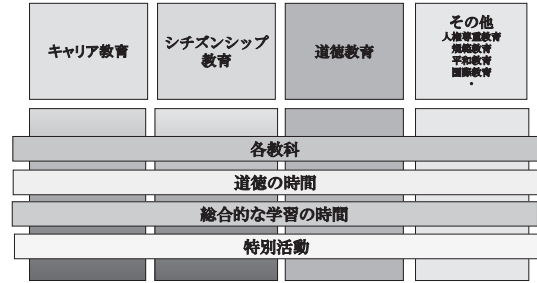 キャリア教育
シチズンシップ
教育
道徳教育
その他
人権尊重教育
規範教育
平和教育
国際教育
・
各教科
道徳の時間
総合的な学習の時間
特別活動